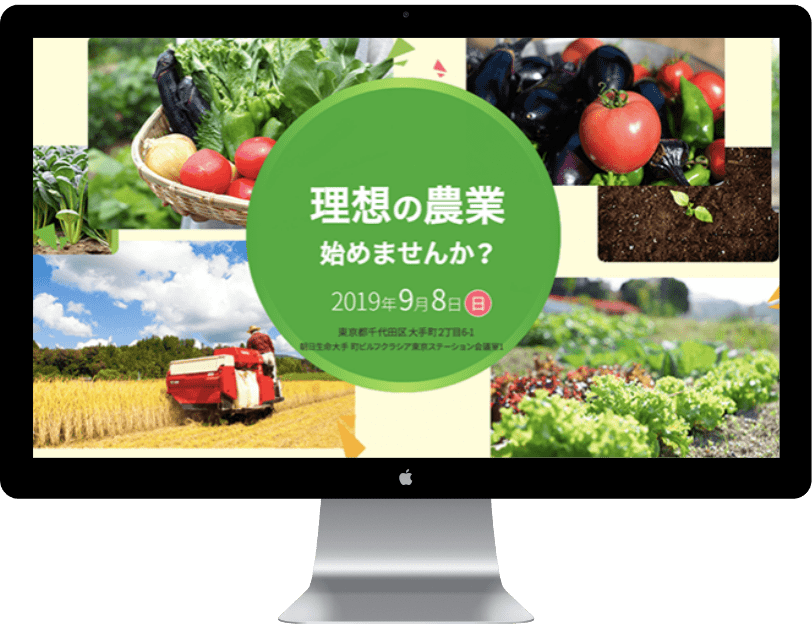 理想の農業
始めませんか？
2019年9月8日(日)
東京都千代田区大手町2丁目6-1
朝日生命大手町ビルフクラシア東京ステーション会議室1